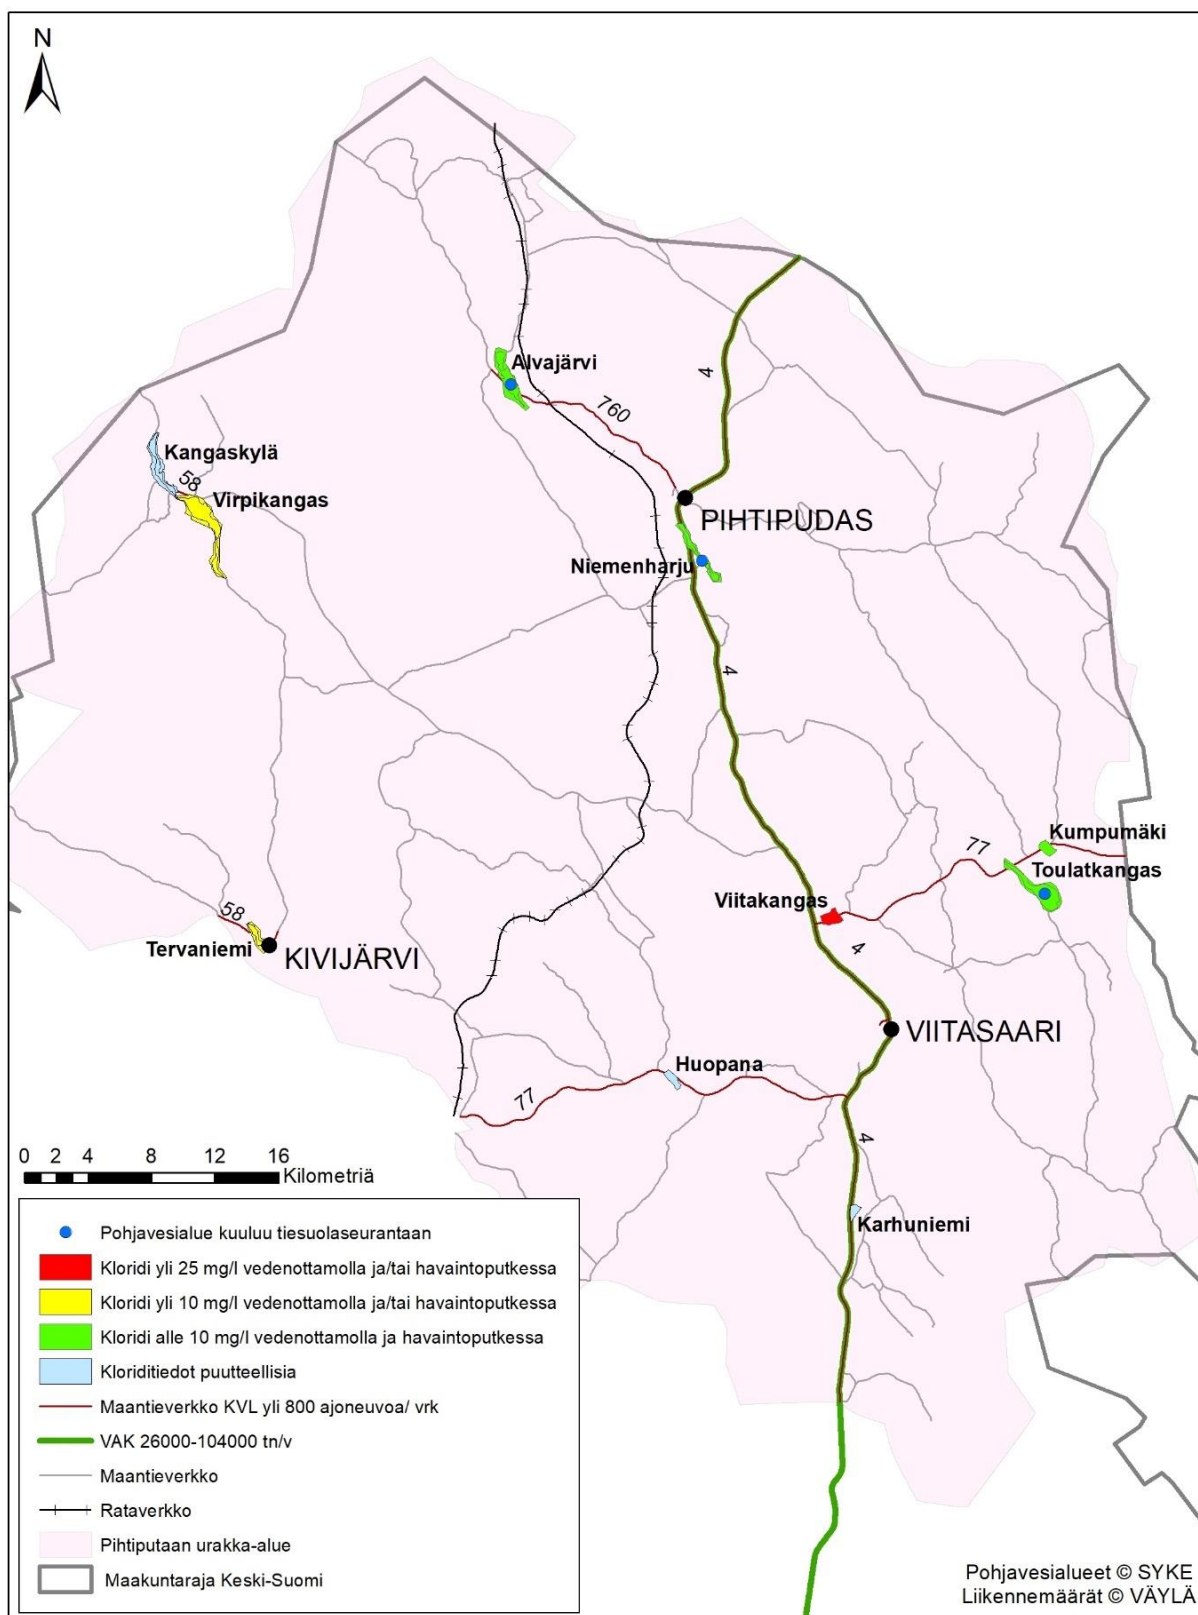 N
Alvajärvi
4
760
Kangaskylä
58
Virpikangas
PIHTIPUDAS
Niemenharju
4
Kumpumäki
77
Toulatkangas
Viitakangas
58
4
Tervaniemi
KIVIJÄRVI
VIITASAARI
Huopana
77
4
0 2 4 8 12 16
Kilometriä
Karhuniemi
Pohjavesialue kuuluu tiesuolaseurantaan
Kloridi yli 25 mg/l vedenottamolla ja/tai havaintoputkessa
Kloridi yli 10 mg/l vedenottamolla ja/tai havaintoputkessa
Kloridi alle 10 mg/l vedenottamolla ja havaintoputkessa
Kloriditiedot puutteellisia
Maantieverkko KVL yli 800 ajoneuvoa/ vrk
VAK 26000-104000 tn/v
Maantieverkko
Rataverkko
Pihtiputaan urakka-alue
Maakuntaraja Keski-Suomi
Pohjavesialueet © SYKE
Liikennemäärät © VÄYLÄ